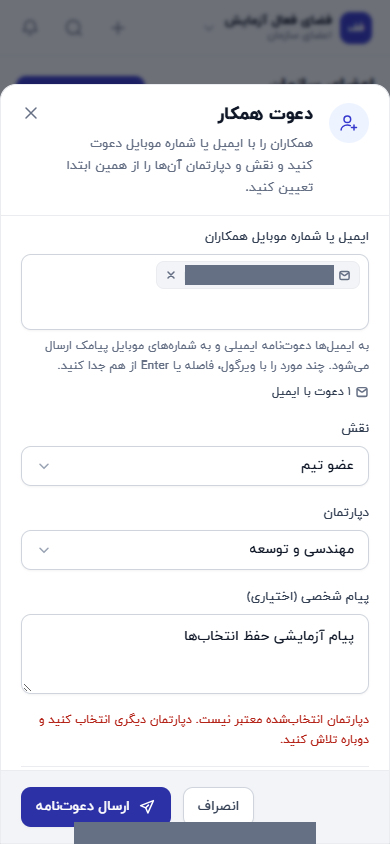 فضای فعال آزمایش
اعضای سازمان
دعوت همکار
همکاران را با ایمیل یا شماره موبایل دعوت
کنید و نقش و دپارتمان آن‌ها را از همین ابتدا
تعیین کنید.
ایمیل یا شماره موبایل همکاران
به ایمیل‌ها دعوت‌نامه ایمیلی و به شماره‌های موبایل پیامک ارسال
می‌شود. چند مورد را با ویرگول، فاصله یا Enter از هم جدا کنید.
۱ دعوت با ایمیل
نقش
عضو تیم
دپارتمان
مهندسی و توسعه
پیام شخصی (اختیاری)
پیام آزمایشی حفظ انتخاب‌ها
دپارتمان انتخاب‌شده معتبر نیست. دپارتمان دیگری انتخاب کنید و
دوباره تلاش کنید.
انصراف
ارسال دعوت‌نامه